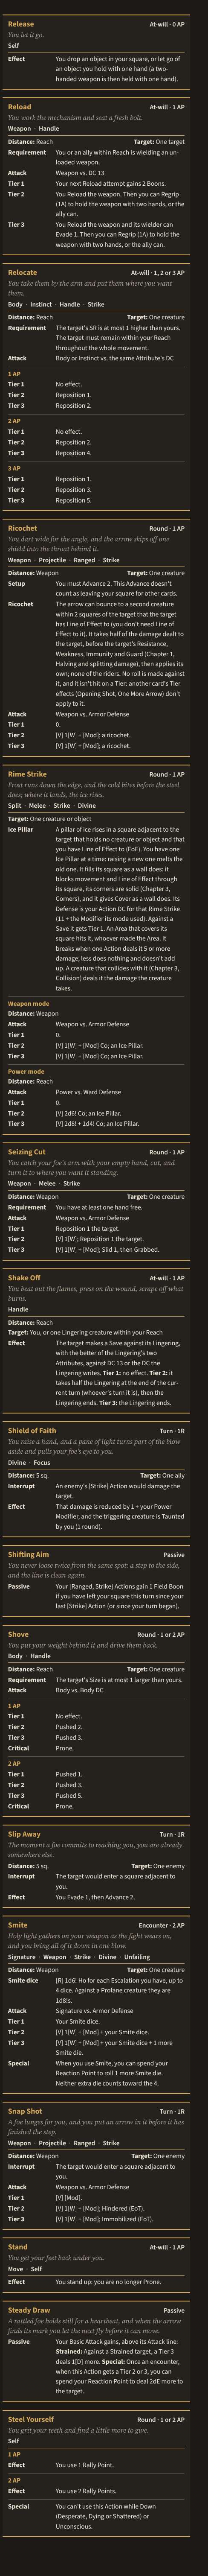 Release At-will · 0 AP
You let it go.
Self
Effect You drop an object in your square, or let go of
an object you hold with one hand (a two-
handed weapon is then held with one hand).
Reload At-will · 1 AP
You work the mechanism and seat a fresh bolt.
Weapon · Handle
Distance: Reach Target: One target
Requirement You or an ally within Reach is wielding an un-
loaded weapon.
Attack Weapon vs. DC 13
Tier 1 Your next Reload attempt gains 2 Boons.
Tier 2 You Reload the weapon. Then you can Regrip
(1A) to hold the weapon with two hands, or the
ally can.
Tier 3 You Reload the weapon and its wielder can
Evade 1. Then you can Regrip (1A) to hold the
weapon with two hands, or the ally can.
Relocate At-will · 1, 2 or 3 AP
You take them by the arm and put them where you want
them.
Body · Instinct · Handle · Strike
Distance: Reach Target: One creature
Requirement The target's SR is at most 1 higher than yours.
The target must remain within your Reach
throughout the whole movement.
Attack Body or Instinct vs. the same Attribute's DC
1 AP
Tier 1 No effect.
Tier 2 Reposition 1.
Tier 3 Reposition 2.
2 AP
Tier 1 No effect.
Tier 2 Reposition 2.
Tier 3 Reposition 4.
3 AP
Tier 1 Reposition 1.
Tier 2 Reposition 3.
Tier 3 Reposition 5.
Ricochet Round · 1 AP
You dart wide for the angle, and the arrow skips off one
shield into the throat behind it.
Weapon · Projectile · Ranged · Strike
Distance: Weapon Target: One creature
Setup You must Advance 2. This Advance doesn't
count as leaving your square for other cards.
Ricochet The arrow can bounce to a second creature
within 2 squares of the target that the target
has Line of Effect to (you don't need Line of
Effect to it). It takes half of the damage dealt to
the target, before the target's Resistance,
Weakness, Immunity and Guard (Chapter 1,
Halving and splitting damage), then applies its
own; none of the riders. No roll is made against
it, and it isn't hit on a Tier: another card's Tier
effects (Opening Shot, One More Arrow) don't
apply to it.
Attack Weapon vs. Armor Defense
Tier 1 0.
Tier 2 [V] 1[W] + [Mod]; a ricochet.
Tier 3 [V] 1[W] + [Mod]; a ricochet.
Rime Strike Round · 1 AP
Frost runs down the edge, and the cold bites before the steel
does; where it lands, the ice rises.
Split · Melee · Strike · Divine
Target: One creature or object
Ice Pillar A pillar of ice rises in a square adjacent to the
target that holds no creature or object and that
you have Line of Effect to (EoE). You have one
Ice Pillar at a time: raising a new one melts the
old one. It fills its square as a wall does: it
blocks movement and Line of Effect through
its square, its corners are solid (Chapter 3,
Corners), and it gives Cover as a wall does. Its
Defense is your Action DC for that Rime Strike
(11 + the Modifier its mode used). Against a
Save it gets Tier 1. An Area that covers its
square hits it, whoever made the Area. It
breaks when one Action deals it 5 or more
damage; less does nothing and doesn't add
up. A creature that collides with it (Chapter 3,
Collision) deals it the damage the creature
takes.
Weapon mode
Distance: Weapon
Attack Weapon vs. Armor Defense
Tier 1 0.
Tier 2 [V] 1[W] + [Mod] Co; an Ice Pillar.
Tier 3 [V] 1[W] + [Mod] Co; an Ice Pillar.
Power mode
Distance: Reach
Attack Power vs. Ward Defense
Tier 1 0.
Tier 2 [V] 2d6! Co; an Ice Pillar.
Tier 3 [V] 2d8! + 1d4! Co; an Ice Pillar.
Seizing Cut Round · 1 AP
You catch your foe's arm with your empty hand, cut, and
turn it to where you want it standing.
Weapon · Melee · Strike
Distance: Weapon Target: One creature
Requirement You have at least one hand free.
Attack Weapon vs. Armor Defense
Tier 1 Reposition 1 the target.
Tier 2 [V] 1[W]; Reposition 1 the target.
Tier 3 [V] 1[W] + [Mod]; Slid 1, then Grabbed.
Shake Off At-will · 1 AP
You beat out the flames, press on the wound, scrape off what
burns.
Handle
Distance: Reach
Target: You, or one Lingering creature within your Reach
Effect The target makes a Save against its Lingering,
with the better of the Lingering's two
Attributes, against DC 13 or the DC the
Lingering writes. Tier 1: no effect. Tier 2: it
takes half the Lingering at the end of the cur-
rent turn (whoever's turn it is), then the
Lingering ends. Tier 3: the Lingering ends.
Shield of Faith Turn · 1R
You raise a hand, and a pane of light turns part of the blow
aside and pulls your foe's eye to you.
Divine · Focus
Distance: 5 sq. Target: One ally
Interrupt An enemy's [Strike] Action would damage the
target.
Effect That damage is reduced by 1 + your Power
Modifier, and the triggering creature is Taunted
by you (1 round).
Shifting Aim Passive
You never loose twice from the same spot: a step to the side,
and the line is clean again.
Passive Your [Ranged, Strike] Actions gain 1 Field Boon
if you have left your square this turn since your
last [Strike] Action (or since your turn began).
Shove Round · 1 or 2 AP
You put your weight behind it and drive them back.
Body · Handle
Distance: Reach Target: One creature
Requirement The target's Size is at most 1 larger than yours.
Attack Body vs. Body DC
1 AP
Tier 1 No effect.
Tier 2 Pushed 2.
Tier 3 Pushed 3.
Critical Prone.
2 AP
Tier 1 Pushed 1.
Tier 2 Pushed 3.
Tier 3 Pushed 5.
Critical Prone.
Slip Away Turn · 1R
The moment a foe commits to reaching you, you are already
somewhere else.
Distance: 5 sq. Target: One enemy
Interrupt The target would enter a square adjacent to
you.
Effect You Evade 1, then Advance 2.
Smite Encounter · 2 AP
Holy light gathers on your weapon as the fight wears on,
and you bring all of it down in one blow.
Signature · Weapon · Strike · Divine · Unfailing
Distance: Weapon Target: One creature
Smite dice [R] 1d6! Ho for each Escalation you have, up to
4 dice. Against a Profane creature they are
1d8!s.
Attack Signature vs. Armor Defense
Tier 1 Your Smite dice.
Tier 2 [V] 1[W] + [Mod] + your Smite dice.
Tier 3 [V] 1[W] + [Mod] + your Smite dice + 1 more
Smite die.
Special When you use Smite, you can spend your
Reaction Point to roll 1 more Smite die.
Neither extra die counts toward the 4.
Snap Shot Turn · 1R
A foe lunges for you, and you put an arrow in it before it has
finished the step.
Weapon · Projectile · Ranged · Strike
Distance: Weapon Target: One enemy
Interrupt The target would enter a square adjacent to
you.
Attack Weapon vs. Armor Defense
Tier 1 [V] [Mod].
Tier 2 [V] 1[W] + [Mod]; Hindered (EoT).
Tier 3 [V] 1[W] + [Mod]; Immobilized (EoT).
Stand At-will · 1 AP
You get your feet back under you.
Move · Self
Effect You stand up: you are no longer Prone.
Steady Draw Passive
A rattled foe holds still for a heartbeat, and when the arrow
finds its mark you let the next fly before it can move.
Passive Your Basic Attack gains, above its Attack line:
Strained: Against a Strained target, a Tier 3
deals 1[D] more. Special: Once an encounter,
when this Action gets a Tier 2 or 3, you can
spend your Reaction Point to deal 2dE more to
the target.
Steel Yourself Round · 1 or 2 AP
You grit your teeth and find a little more to give.
Self
1 AP
Effect You use 1 Rally Point.
2 AP
Effect You use 2 Rally Points.
Special You can't use this Action while Down
(Desperate, Dying or Shattered) or
Unconscious.